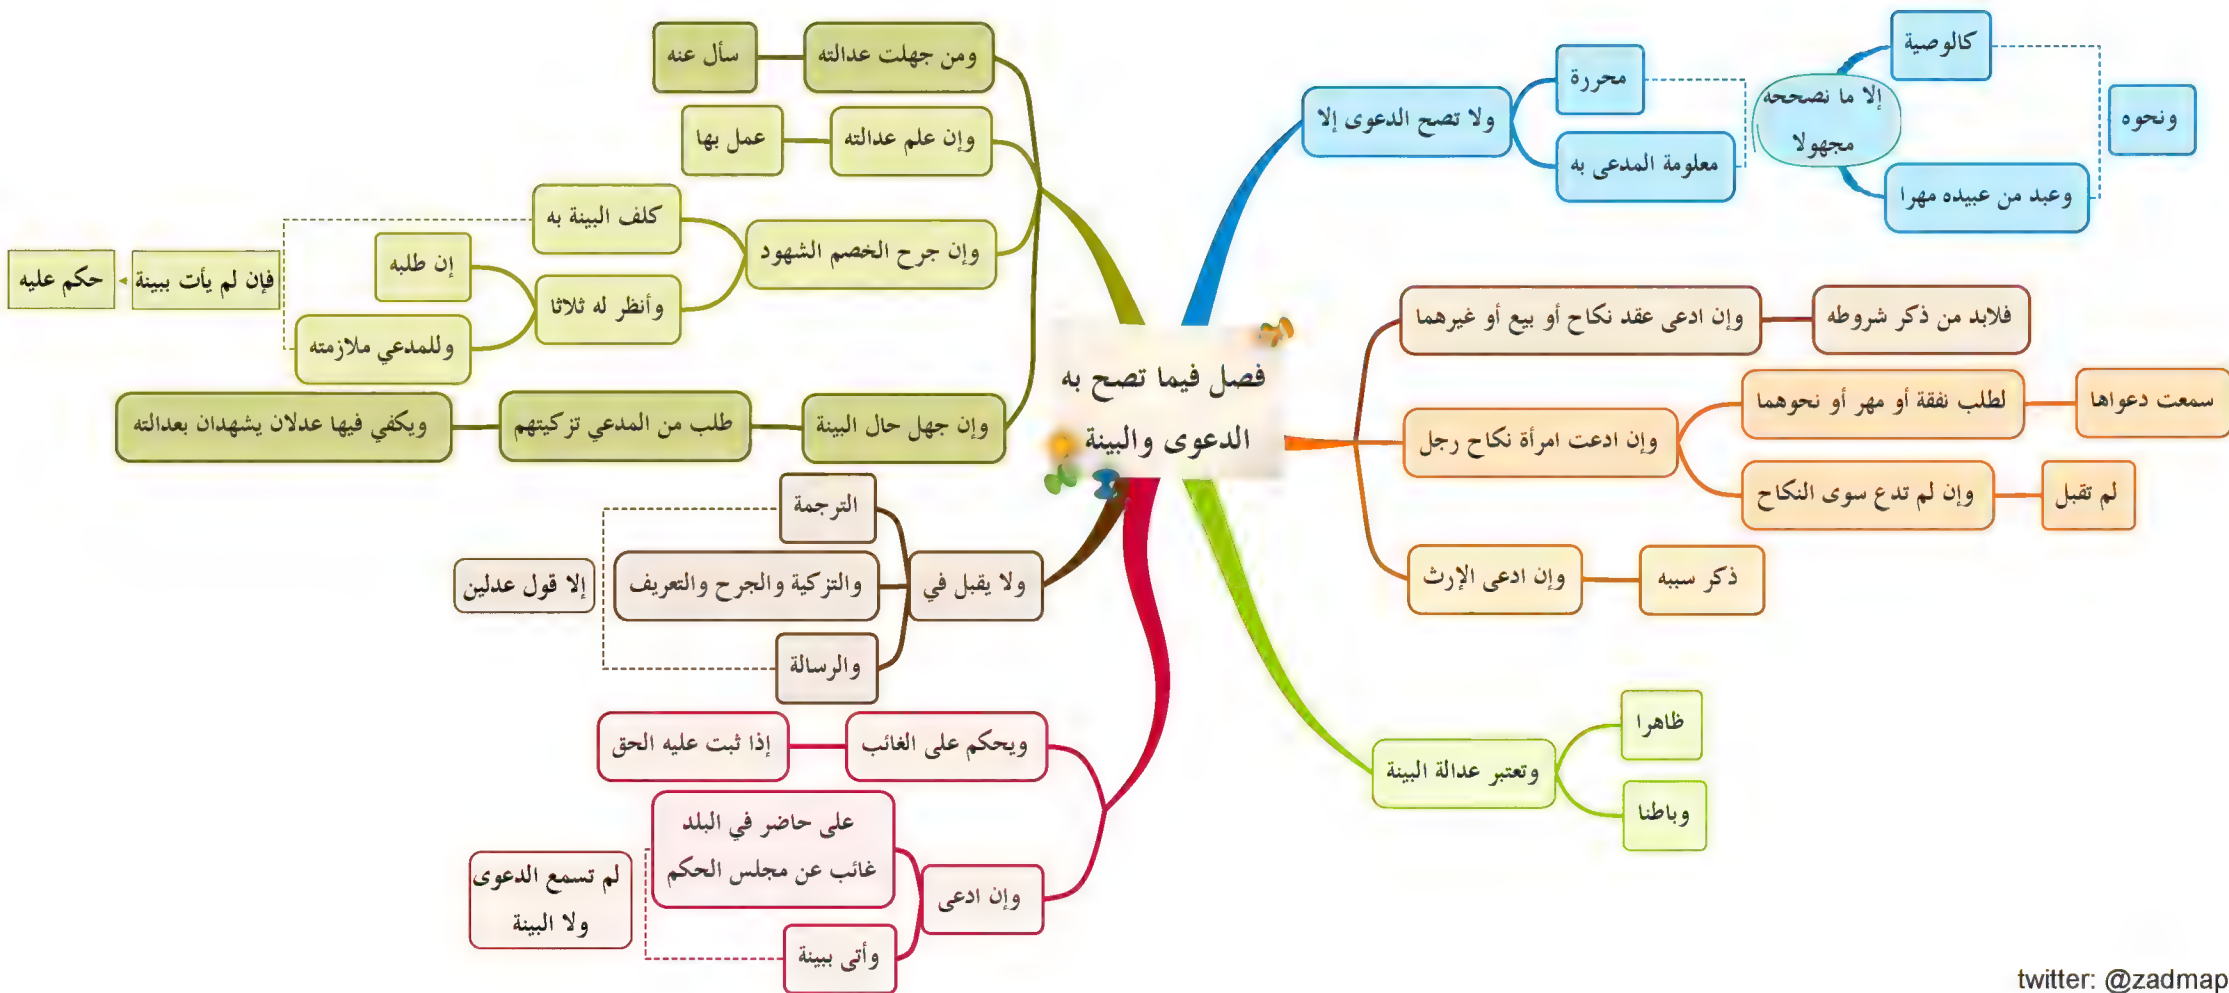 فصل فيما تصح به
الدعوى والبينة
ولا تصح الدعوى إلا
محررة
معلومة المدعى به
إلا ما نصححه
مجهولا
كالوصية
وعبد من عبيده مهرا
ونحوه
وإن ادعى عقد نكاح أو بيع أو غيرهما
فلابد من ذكر شروطه
وإن ادعت امرأة نكاح رجل
لطلب نفقة أو مهر أو نحوهما
سمعت دعواها
وإن لم تدع سوى النكاح
لم تقبل
وإن ادعى الإرث
ذكر سببه
وتعتبر عدالة البينة
ظاهرا
وباطنا
ومن جهلت عدالته
سأل عنه
وإن علم عدالته
عمل بها
وإن جرح الخصم الشهود
كلف البينة به
وأنظر له ثلاثا
إن طلبه
وللمدعي ملازمته
فإن لم يأت ببينة
حكم عليه
وإن جهل حال البينة
طلب من المدعي تزكيتهم
ويكفي فيها عدلان يشهدان بعدالته
ولا يقبل في
الترجمة
والتزكية والجرح والتعريف
والرسالة
إلا قول عدلين
ويحكم على الغائب
إذا ثبت عليه الحق
وإن ادعى
على حاضر في البلد
غائب عن مجلس الحكم
وأتى ببينة
لم تسمع الدعوى
ولا البينة
twitter: @zadmap